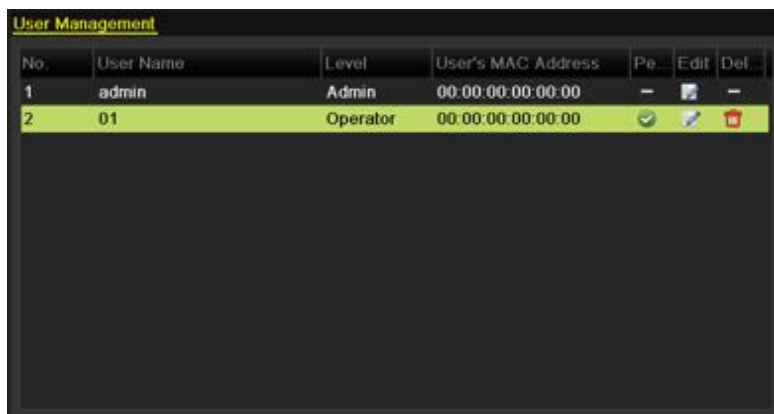 User Management
No. User Name Level User's MAC Address Pe... Edit Del...
1 admin Admin 00:00:00:00:00:00 –
2 01 Operator 00:00:00:00:00:00